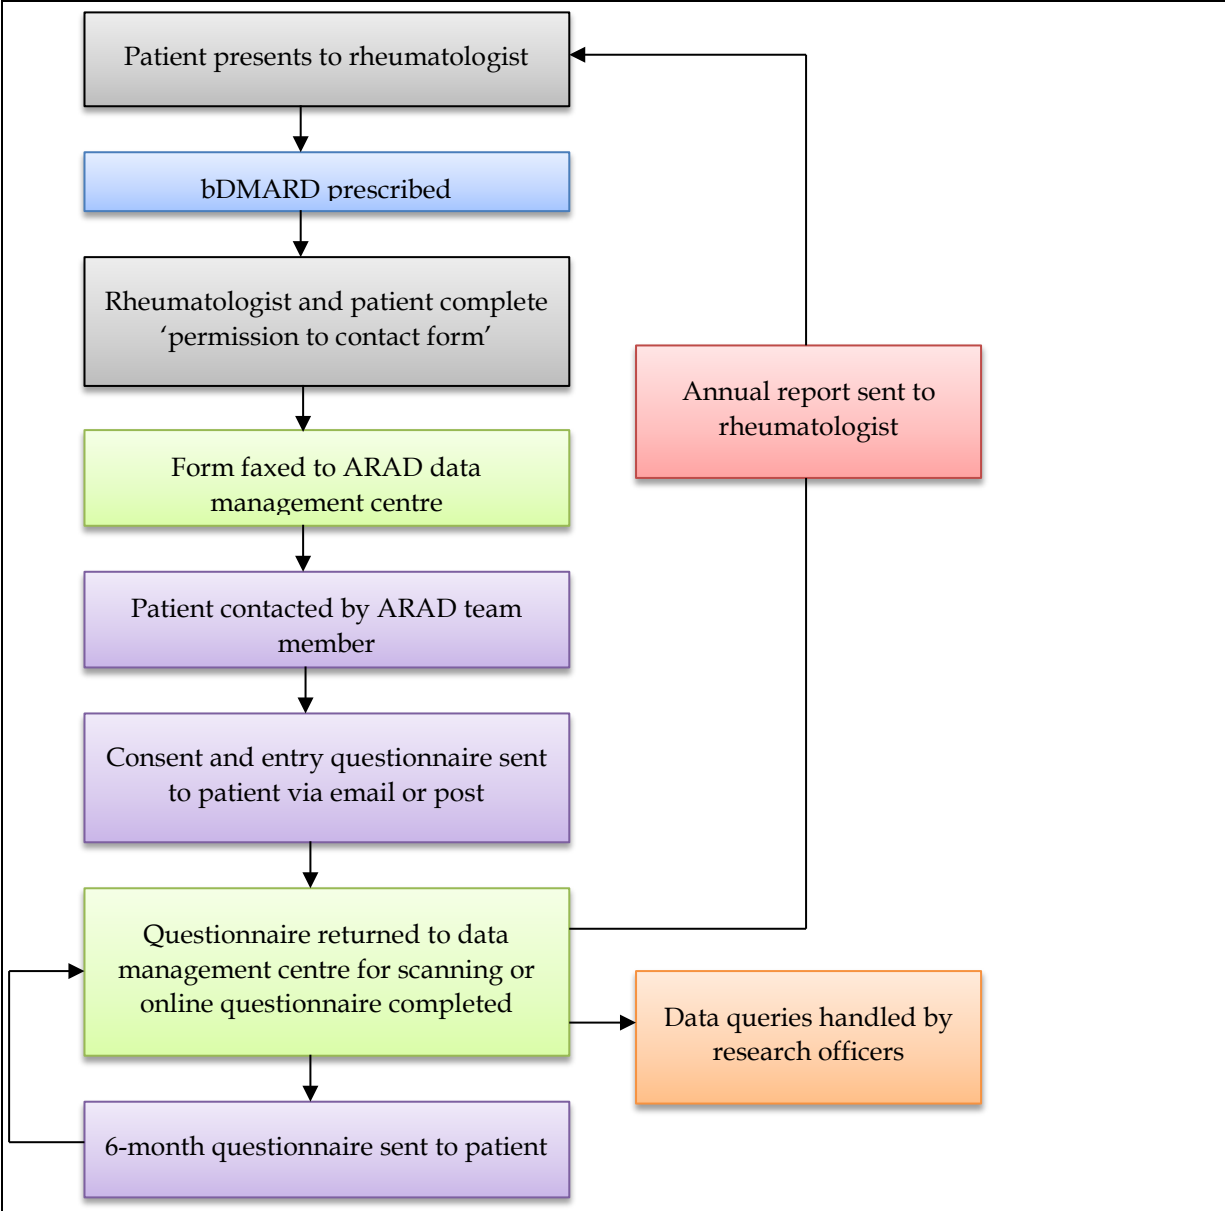 Patient presents to rheumatologist
bDMARD prescribed
Rheumatologist and patient complete
‘permission to contact form’
Annual report sent to
rheumatologist
Form faxed to ARAD data
management centre
Patient contacted by ARAD team
member
Consent and entry questionnaire sent
to patient via email or post
Questionnaire returned to data
management centre for scanning or
online questionnaire completed
Data queries handled by
research officers
6-month questionnaire sent to patient